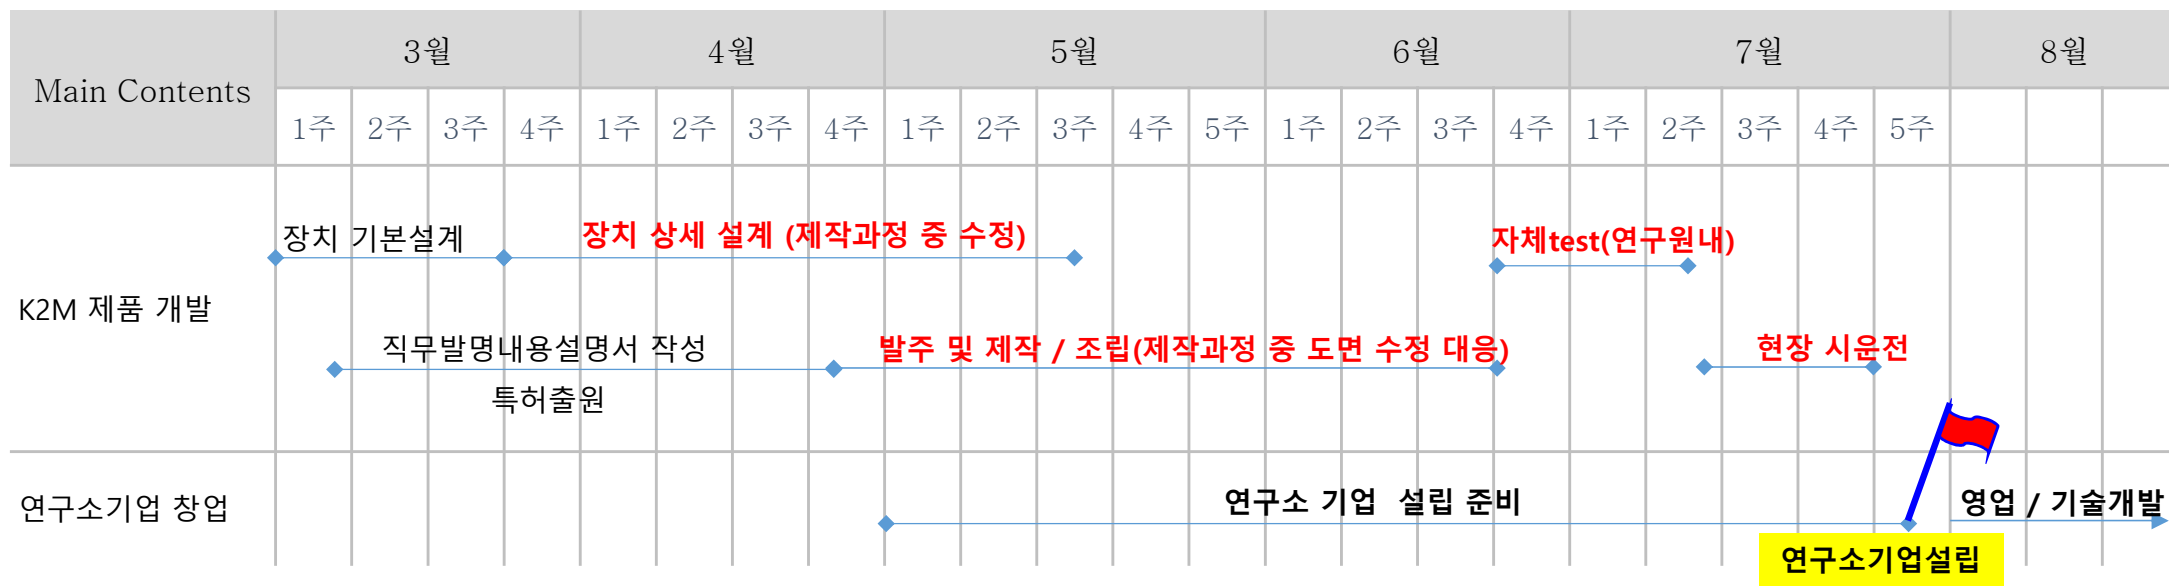 Main Contents
3월 4월 5월 6월 7월 8월
1주 2주 3주 4주 1주 2주 3주 4주 1주 2주 3주 4주 5주 1주 2주 3주 4주 1주 2주 3주 4주 5주
K2M 제품 개발
장치 기본설계
장치 상세 설계 (제작과정 중 수정)
자체test(연구원내)
직무발명내용설명서 작성
특허출원
발주 및 제작 / 조립(제작과정 중 도면 수정 대응)
현장 시운전
연구소기업 창업
연구소 기업  설립 준비
영업 / 기술개발
연구소기업설립